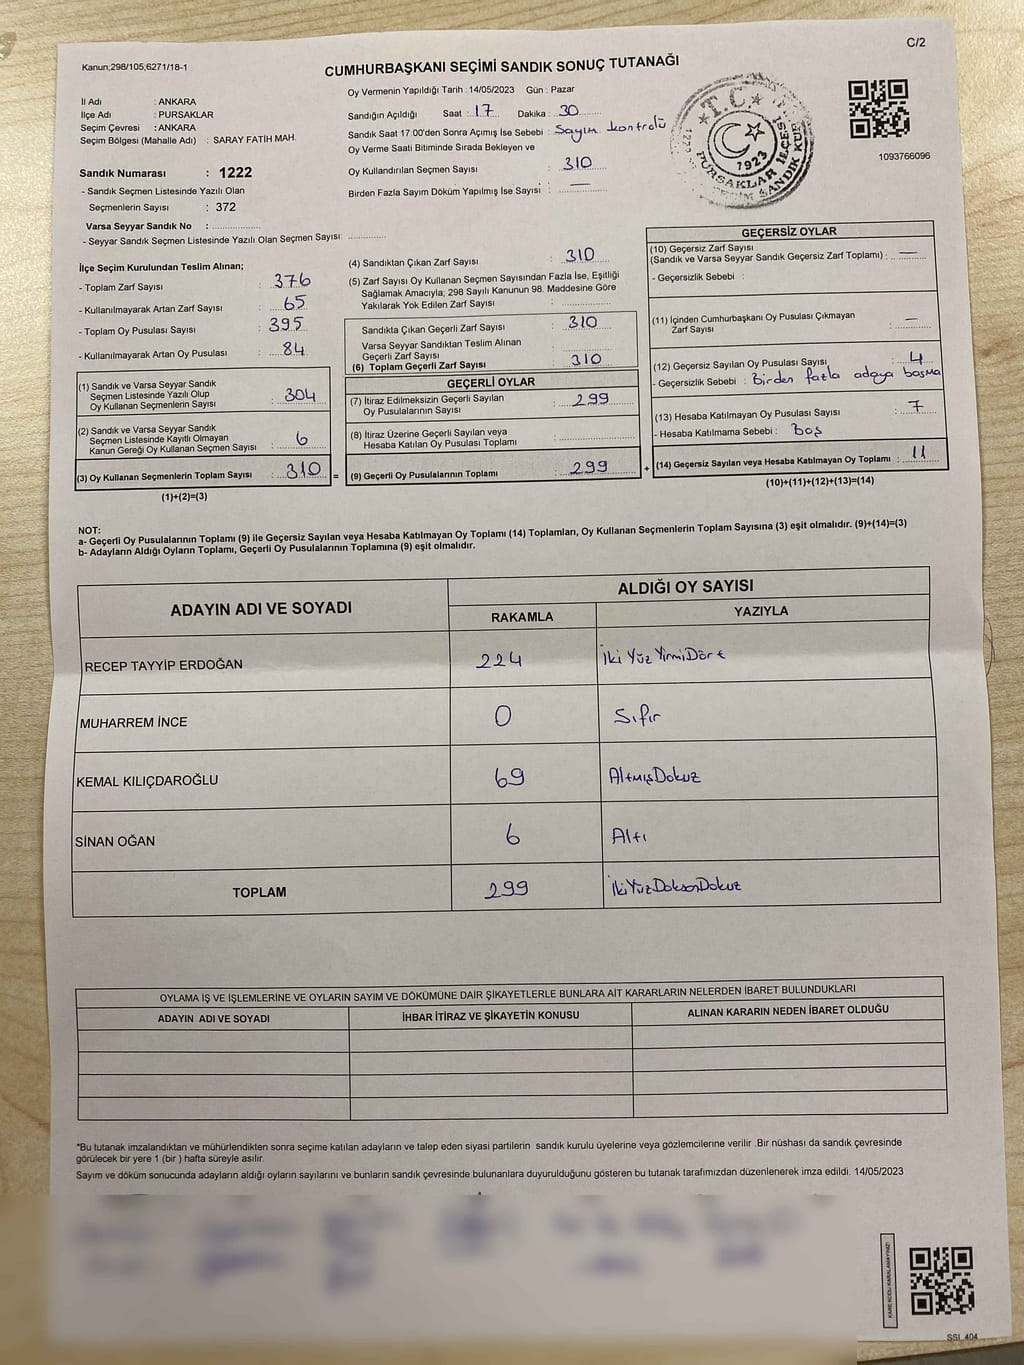 C/2
Kanun;298/105;6271/18-1
CUMHURBAŞKANI SEÇİMİ SANDIK SONUÇ TUTANAĞI
Oy Vermenin Yapıldığı Tarih :14/05/2023 Gün : Pazar
İl Adı : ANKARA
İlçe Adı : PURSAKLAR
Seçim Çevresi : ANKARA
Seçim Bölgesi (Mahalle Adı) : SARAY FATİH MAH.
Sandığın Açıldığı Saat : 17 Dakika : 30
Sandık Saat 17:00'den Sonra Açımış İse Sebebi : Sayım kontrolü
Oy Verme Saati Bitiminde Sırada Bekleyen ve
Oy Kullandırılan Seçmen Sayısı : 310
Birden Fazla Sayım Döküm Yapılmış İse Sayısı : —
T.C.
1923
1222
PURSAKLAR İLÇESİ
SANDIK KUR
1093766096
Sandık Numarası : 1222
- Sandık Seçmen Listesinde Yazılı Olan
Seçmenlerin Sayısı : 372
Varsa Seyyar Sandık No :
- Seyyar Sandık Seçmen Listesinde Yazılı Olan Seçmen Sayısı:
İlçe Seçim Kurulundan Teslim Alınan;
- Toplam Zarf Sayısı : 376
- Kullanılmayarak Artan Zarf Sayısı : 65
- Toplam Oy Pusulası Sayısı : 395
- Kullanılmayarak Artan Oy Pusulası : 84
(1) Sandık ve Varsa Seyyar Sandık
Seçmen Listesinde Yazılı Olup
Oy Kullanan Seçmenlerin Sayısı : 304
(2) Sandık ve Varsa Seyyar Sandık
Seçmen Listesinde Kayıtlı Olmayan
Kanun Gereği Oy Kullanan Seçmen Sayısı : 6
(3) Oy Kullanan Seçmenlerin Toplam Sayısı : 310 =
(1)+(2)=(3)
(4) Sandıktan Çıkan Zarf Sayısı : 310
(5) Zarf Sayısı Oy Kullanan Seçmen Sayısından Fazla İse, Eşitliği
Sağlamak Amacıyla; 298 Sayılı Kanunun 98. Maddesine Göre
Yakılarak Yok Edilen Zarf Sayısı :
Sandıkta Çıkan Geçerli Zarf Sayısı : 310
Varsa Seyyar Sandıktan Teslim Alınan
Geçerli Zarf Sayısı :
(6) Toplam Geçerli Zarf Sayısı : 310
GEÇERLİ OYLAR
(7) İtiraz Edilmeksizin Geçerli Sayılan
Oy Pusulalarının Sayısı : 299
(8) İtiraz Üzerine Geçerli Sayılan veya
Hesaba Katılan Oy Pusulası Toplamı :
(9) Geçerli Oy Pusulalarının Toplamı : 299 +
GEÇERSİZ OYLAR
(10) Geçersiz Zarf Sayısı
(Sandık ve Varsa Seyyar Sandık Geçersiz Zarf Toplamı) : —
- Geçersizlik Sebebi :
(11) İçinden Cumhurbaşkanı Oy Pusulası Çıkmayan
Zarf Sayısı : —
(12) Geçersiz Sayılan Oy Pusulası Sayısı : 4
- Geçersizlik Sebebi : Birden fazla adaya basma
(13) Hesaba Katılmayan Oy Pusulası Sayısı : 7
- Hesaba Katılmama Sebebi : Boş
(14) Geçersiz Sayılan veya Hesaba Katılmayan Oy Toplamı : 11
(10)+(11)+(12)+(13)=(14)
NOT:
a- Geçerli Oy Pusulalarının Toplamı (9) ile Geçersiz Sayılan veya Hesaba Katılmayan Oy Toplamı (14) Toplamları, Oy Kullanan Seçmenlerin Toplam Sayısına (3) eşit olmalıdır. (9)+(14)=(3)
b- Adayların Aldığı Oyların Toplamı, Geçerli Oy Pusulalarının Toplamına (9) eşit olmalıdır.
ADAYIN ADI VE SOYADI ALDIĞI OY SAYISI
RAKAMLA YAZIYLA
RECEP TAYYİP ERDOĞAN 224 İki Yüz YirmiDört
MUHARREM İNCE 0 Sıfır
KEMAL KILIÇDAROĞLU 69 AltmışDokuz
SİNAN OĞAN 6 Altı
TOPLAM 299 İkiYüzDoksanDokuz
OYLAMA İŞ VE İŞLEMLERİNE VE OYLARIN SAYIM VE DÖKÜMÜNE DAİR ŞİKAYETLERLE BUNLARA AİT KARARLARIN NELERDEN İBARET BULUNDUKLARI
ADAYIN ADI VE SOYADI İHBAR İTİRAZ VE ŞİKAYETİN KONUSU ALINAN KARARIN NEDEN İBARET OLDUĞU
*Bu tutanak imzalandıktan ve mühürlendikten sonra seçime katılan adayların ve talep eden siyasi partilerin sandık kurulu üyelerine veya gözlemcilerine verilir .Bir nüshası da sandık çevresinde
görülecek bir yere 1 (bir ) hafta süreyle asılır.
Sayım ve döküm sonucunda adayların aldığı oyların sayılarını ve bunların sandık çevresinde bulunanlara duyurulduğunu gösteren bu tutanak tarafımızdan düzenlenerek imza edildi. 14/05/2023
KARE KODU KARALAMAYINIZ!
SSI_404